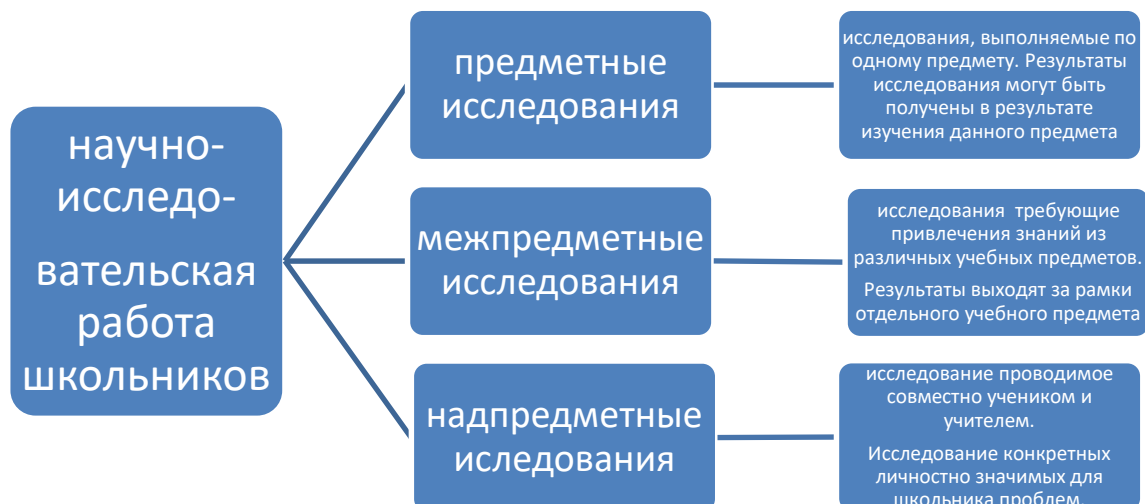 научно-
исследо-
вательская
работа
школьников
предметные
исследования
исследования, выполняемые по
одному предмету. Результаты
исследования могут быть
получены в результате
изучения данного предмета
межпредметные
исследования
исследования требующие
привлечения знаний из
различных учебных предметов.
Результаты выходят за рамки
отдельного учебного предмета
надпредметные
иследования
исследование проводимое
совместно учеником и
учителем.
Исследование конкретных
личностно значимых для
школьника проблем.